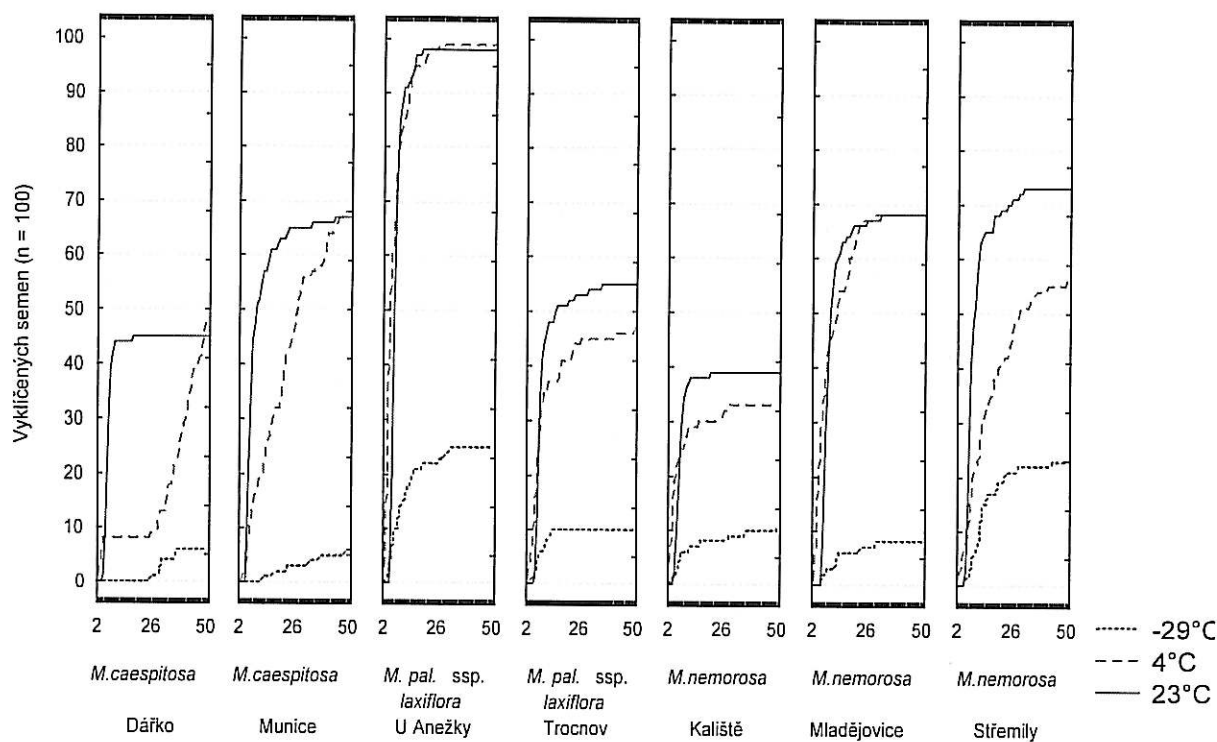 Vyklíčených semen (n = 100)
100
90
80
70
60
50
40
30
20
10
0
2 26 50 2 26 50 2 26 50 2 26 50 2 26 50 2 26 50 2 26 50
M.caespitosa M.caespitosa M. pal. ssp. M. pal. ssp. M.nemorosa M.nemorosa M.nemorosa
laxiflora laxiflora
Dářko Munice U Anežky Trocnov Kaliště Mladějovice Střemily
-29°C
4°C
23°C